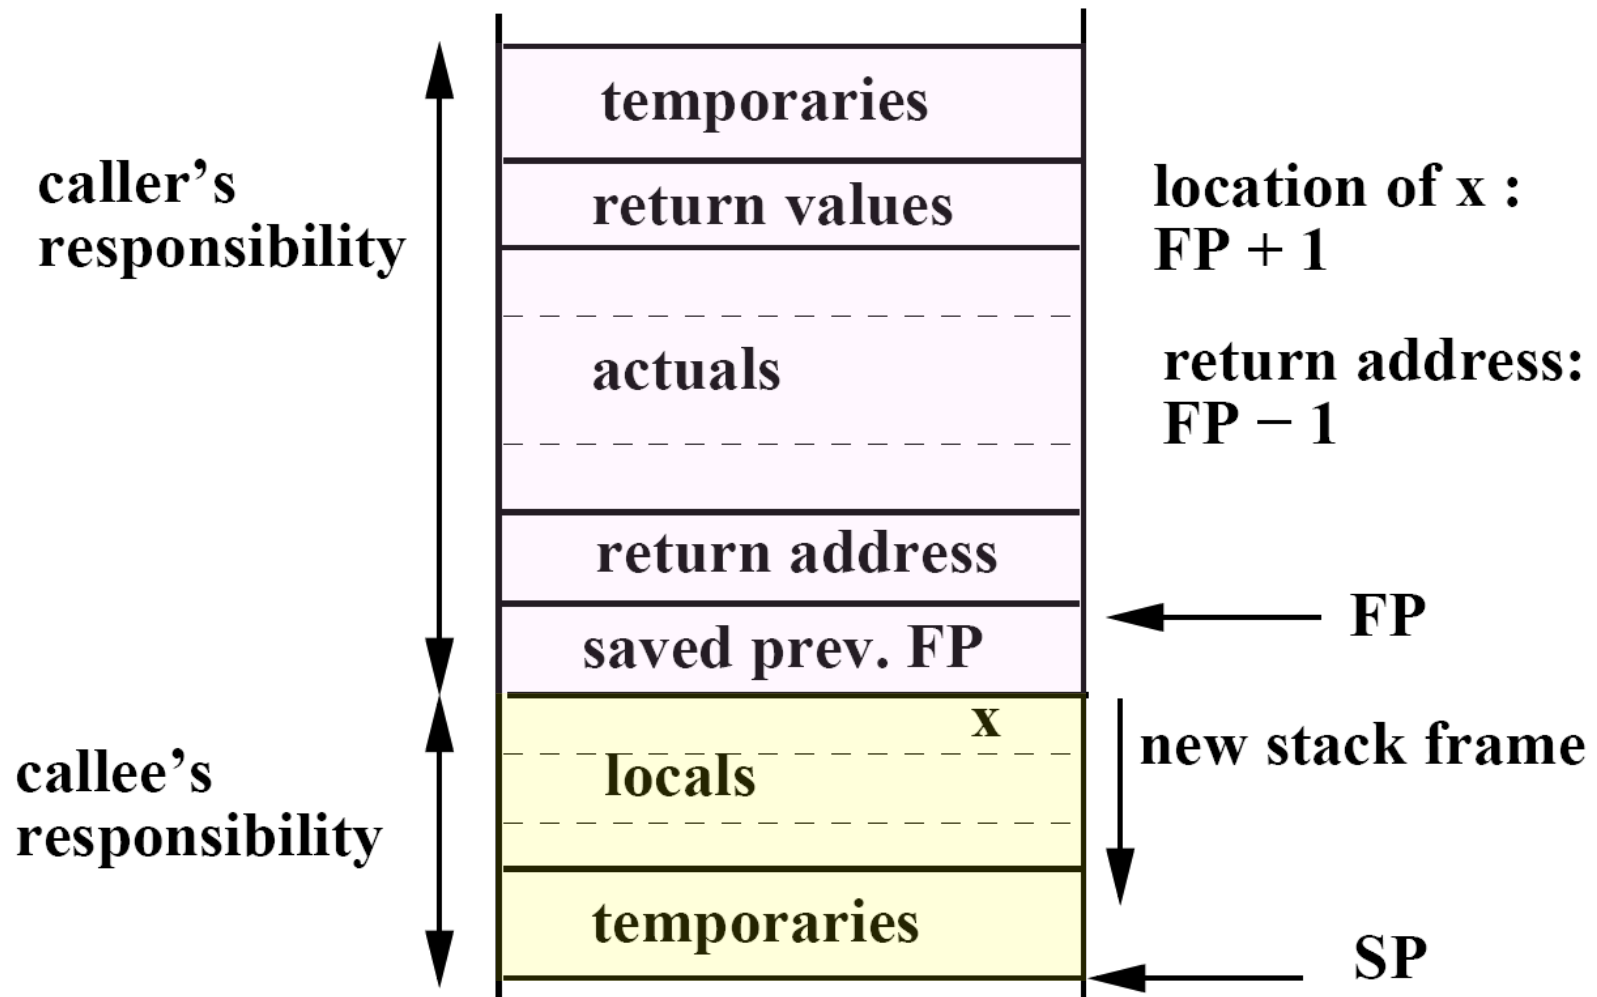 temporaries
caller’s
responsibility
return values
location of x :
FP + 1
actuals
return address:
FP − 1
return address
FP
saved prev. FP
x
new stack frame
locals
callee’s
responsibility
temporaries
SP